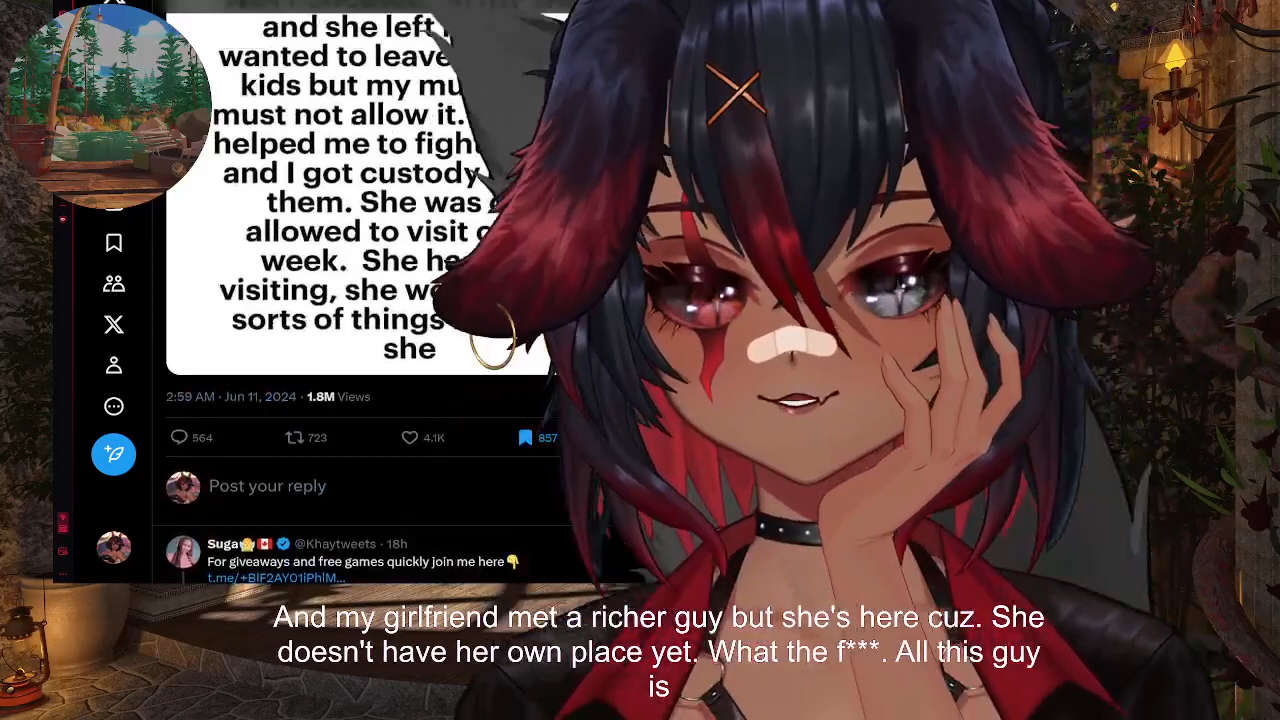 and she left
wanted to leave
kids but my mu
must not allow it.
helped me to fight
and I got custody
them. She was
allowed to visit
week. She ha
visiting, she wo
sorts of things
she
2:59 AM · Jun 11, 2024 · 1.8M Views
564 723 4.1K 857
Post your reply
Suga @Khaytweets · 18h
For giveaways and free games quickly join me here
t.me/+BlF2AYO1iPhlM...
And my girlfriend met a richer guy but she's here cuz. She
doesn't have her own place yet. What the f***. All this guy
is